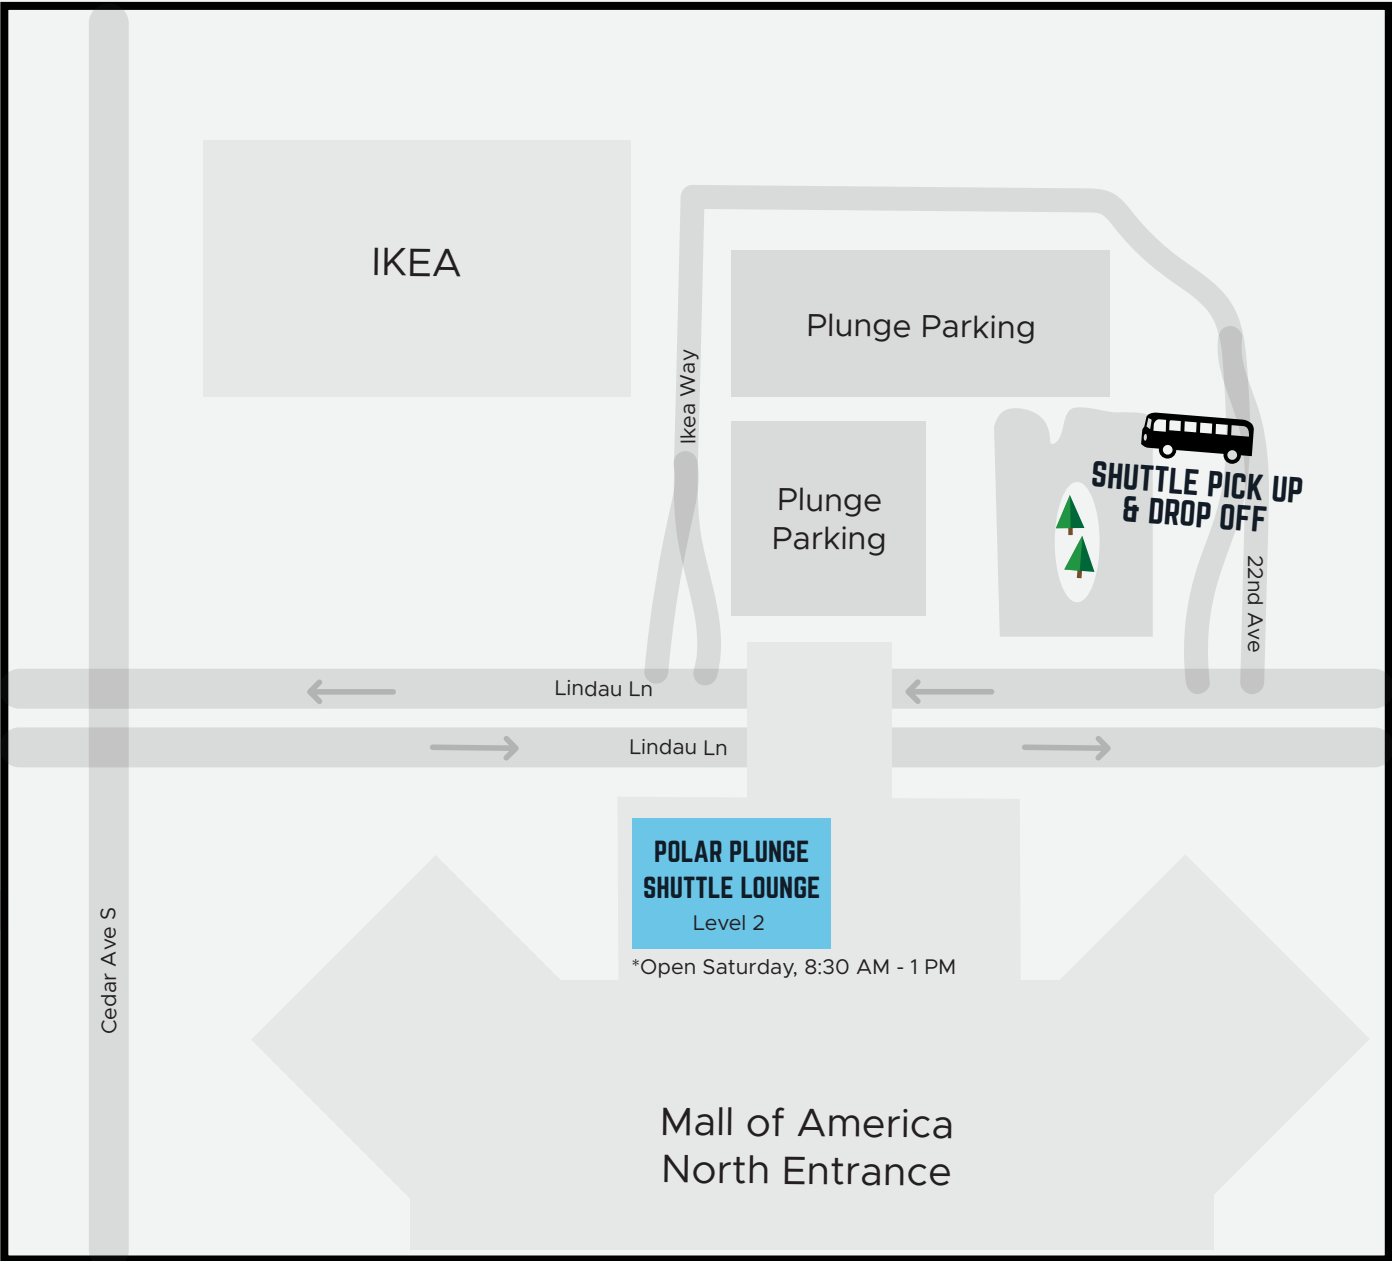 IKEA
Plunge Parking
Ikea Way
Plunge
Parking
SHUTTLE PICK UP
& DROP OFF
22nd Ave
Lindau Ln
Lindau Ln
POLAR PLUNGE
SHUTTLE LOUNGE
Level 2
*Open Saturday, 8:30 AM - 1 PM
Cedar Ave S
Mall of America
North Entrance